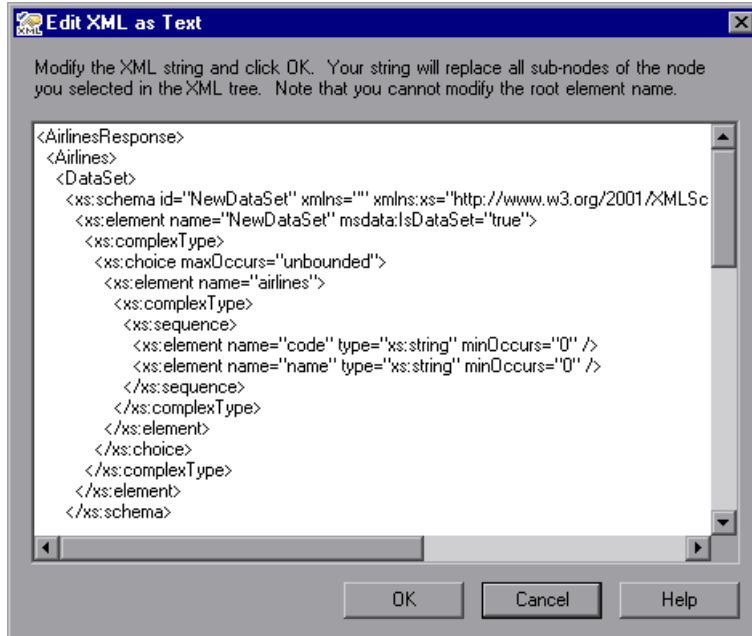 XML Edit XML as Text
Modify the XML string and click OK. Your string will replace all sub-nodes of the node
you selected in the XML tree. Note that you cannot modify the root element name.
<AirlinesResponse>
<Airlines>
<DataSet>
<xs:schema id="NewDataSet" xmlns="" xmlns:xs="http://www.w3.org/2001/XMLSc
<xs:element name="NewDataSet" msdata:IsDataSet="true">
<xs:complexType>
<xs:choice maxOccurs="unbounded">
<xs:element name="airlines">
<xs:complexType>
<xs:sequence>
<xs:element name="code" type="xs:string" minOccurs="0" />
<xs:element name="name" type="xs:string" minOccurs="0" />
</xs:sequence>
</xs:complexType>
</xs:element>
</xs:choice>
</xs:complexType>
</xs:element>
</xs:schema>
OK Cancel Help